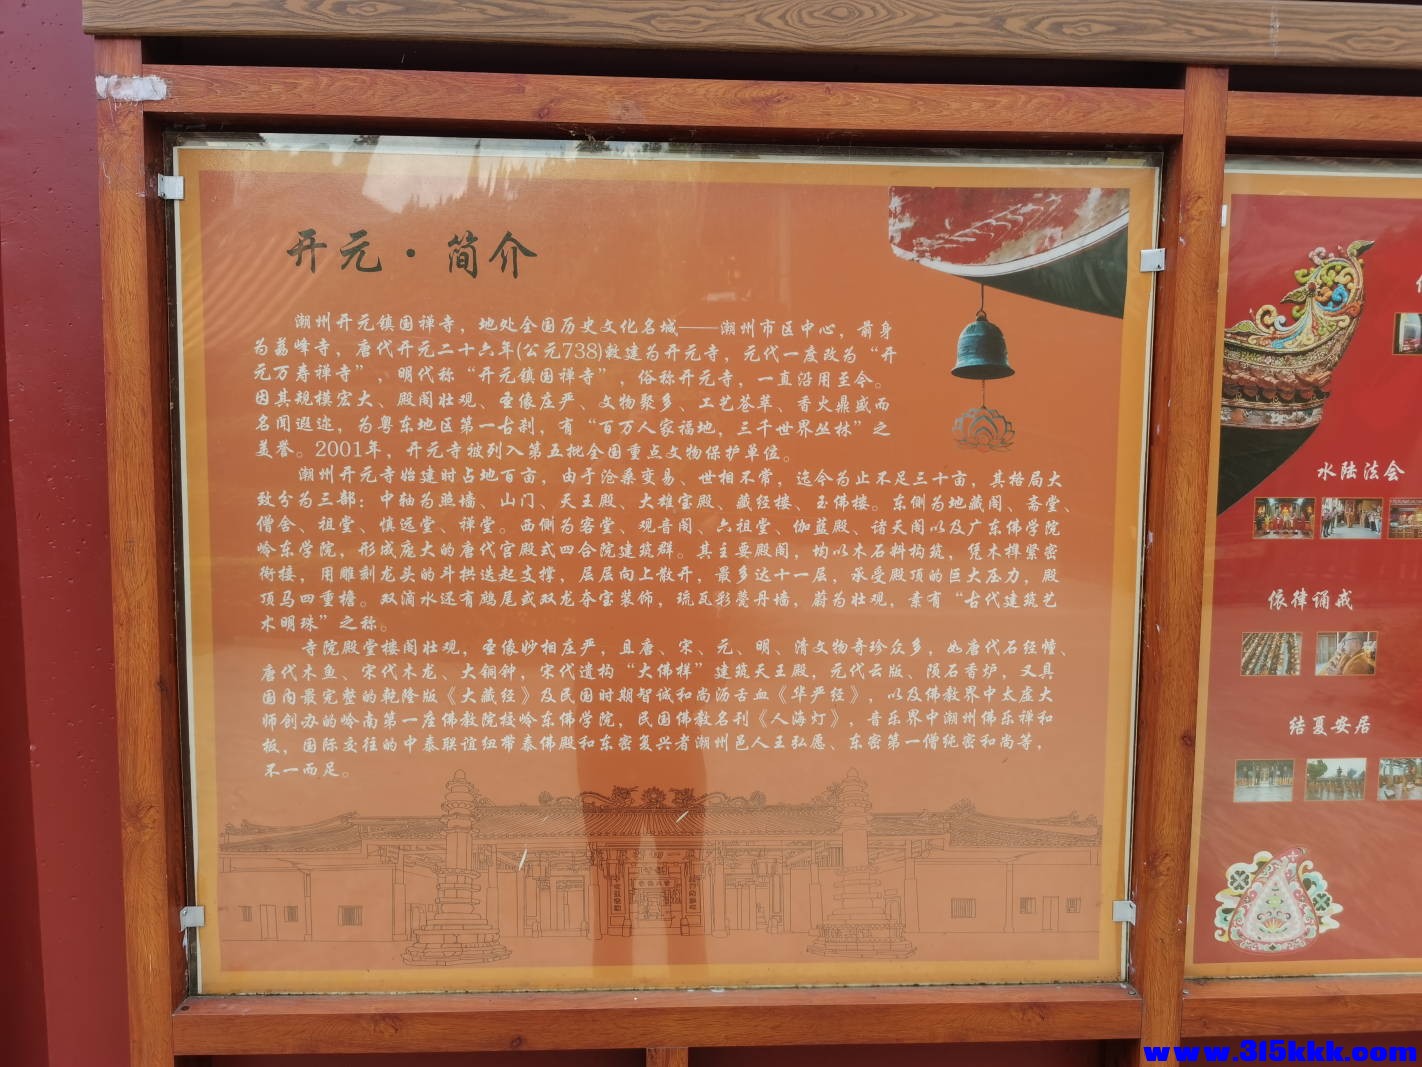 开元·简介
潮州开元镇国禅寺，地处全国历史文化名城——潮州市区中心，前身
为荔峰寺，唐代开元二十六年(公元738)敕建为开元寺，元代一度改为“开
元万寿禅寺”，明代称“开元镇国禅寺”，俗称开元寺，一直沿用至今。
因其规模宏大、殿阁壮观、圣像庄严、文物聚多、工艺荟萃、香火鼎盛而
名闻遐迩，为粤东地区第一古刹，有“百万人家福地，三千世界丛林”之
美誉。2001年，开元寺被列入第五批全国重点文物保护单位。
潮州开元寺始建时占地百亩，由于沧桑变易、世相不常，迄今为止不足三十亩，其格局大
致分为三部：中轴为照墙、山门、天王殿、大雄宝殿、藏经楼、玉佛楼。东侧为地藏阁、斋堂、
僧舍、祖堂、慎远堂、禅堂。西侧为客堂、观音阁、六祖堂、伽蓝殿、诸天阁以及广东佛学院
岭东学院，形成庞大的唐代宫殿式四合院建筑群。其主要殿阁，均以木石料构筑，凭木榫紧密
衔接，用雕刻龙头的斗拱迭起支撑，层层向上散开，最多达十一层，承受殿顶的巨大压力，殿
顶马四重檐。双滴水还有鸱尾或双龙夺宝装饰，琉瓦彩甍丹墙，蔚为壮观，素有“古代建筑艺
术明珠”之称。
寺院殿堂楼阁壮观，圣像妙相庄严，且唐、宋、元、明、清文物奇珍众多，如唐代石经幢、
唐代木鱼、宋代木龙、大铜钟，宋代遗构“大佛样”建筑天王殿，元代云版、陨石香炉，又具
国内最完整的乾隆版《大藏经》及民国时期智诚和尚沥舌血《华严经》，以及佛教界中太虚大
师创办的岭南第一座佛教院校岭东佛学院，民国佛教名刊《人海灯》，音乐界中潮州佛乐禅和
板，国际交往的中泰联谊纽带泰佛殿和东密复兴者潮州邑人王弘愿、东密第一僧纯密和尚等，
不一而足。
水陆法会
依律诵戒
结夏安居
www.315kkk.com